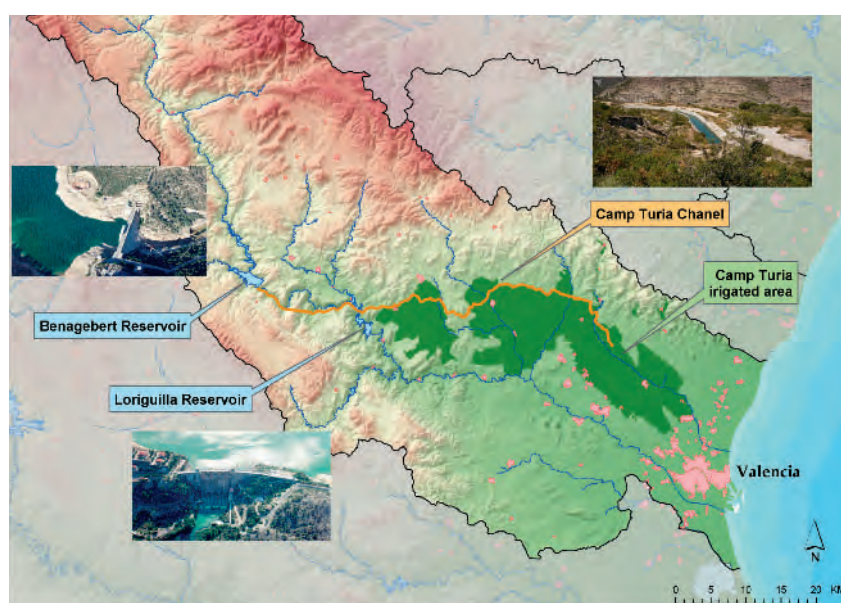 Camp Turia Chanel
Camp Turia
irigated area
Benagebert Reservoir
Loriguilla Reservoir
Valencia
N
0 5 10 15 20 KM